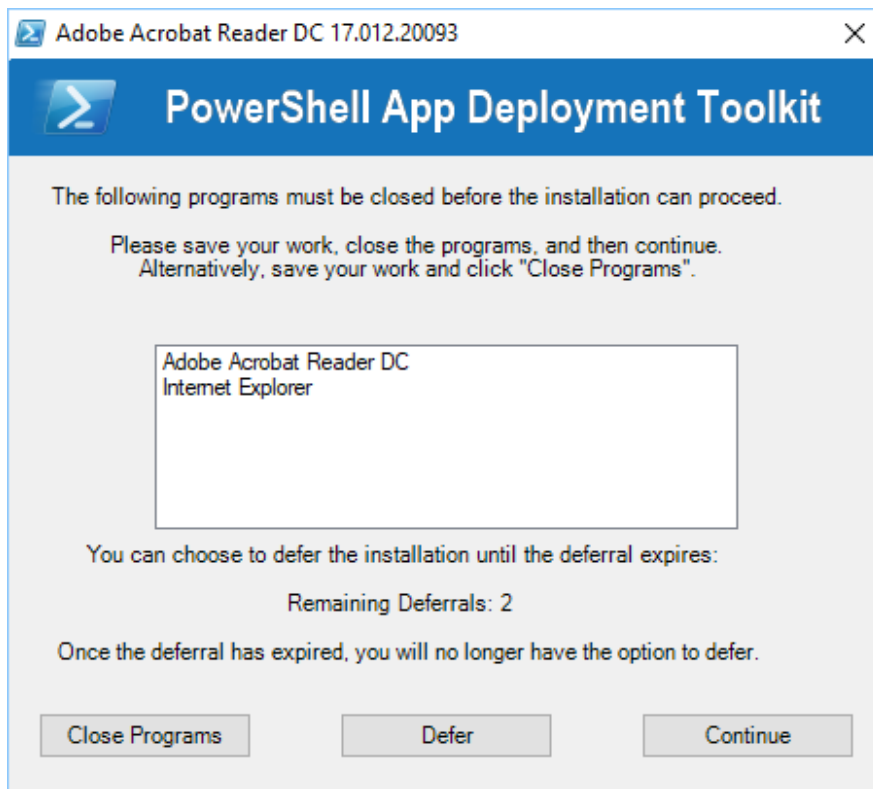 Adobe Acrobat Reader DC 17.012.20093
PowerShell App Deployment Toolkit
The following programs must be closed before the installation can proceed.
Please save your work, close the programs, and then continue.
Alternatively, save your work and click "Close Programs".
Adobe Acrobat Reader DC
Internet Explorer
You can choose to defer the installation until the deferral expires:
Remaining Deferrals: 2
Once the deferral has expired, you will no longer have the option to defer.
Close Programs
Defer
Continue